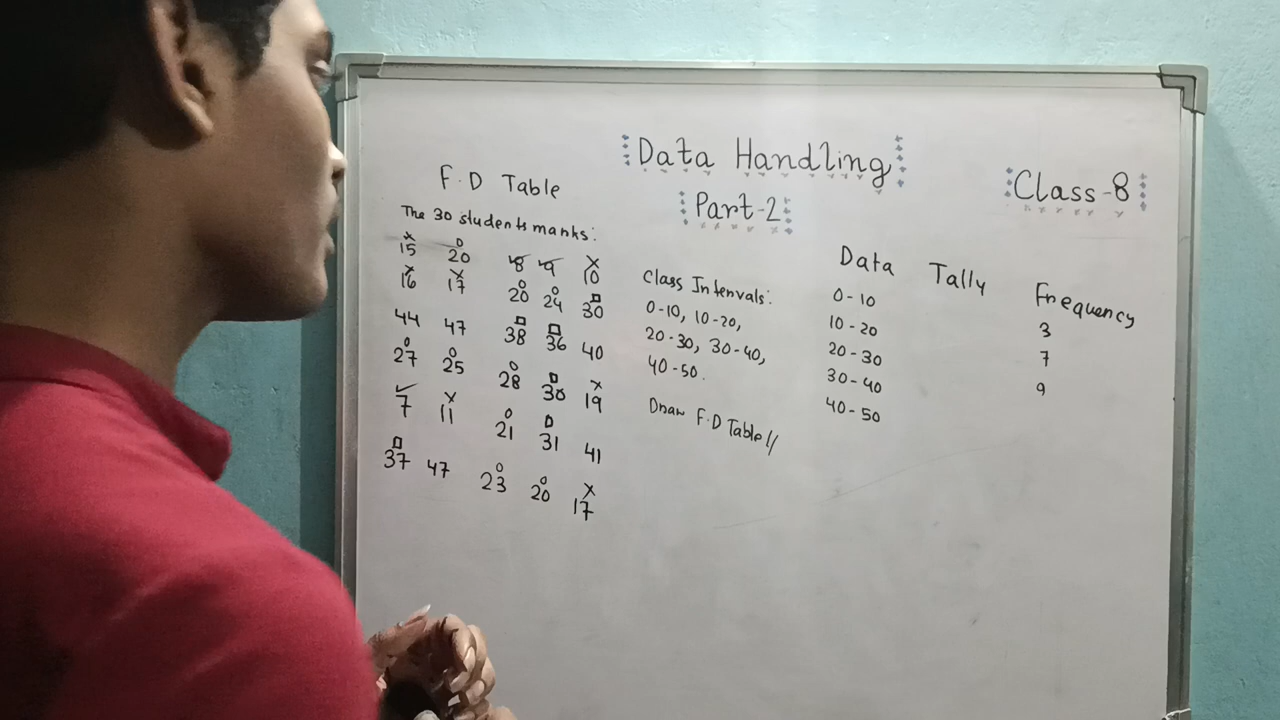 Data Handling
Part-2
Class-8
F.D Table
The 30 students marks:
15 20 8 9 10
16 17 20 24 30
44 47 38 36 40
27 25 28 30 19
7 11 21 31 41
37 47 23 20 17
Class Intervals:
0-10, 10-20,
20-30, 30-40,
40-50.
Draw F.D Table//
Data Tally Frequency
0-10 3
10-20 7
20-30 9
30-40
40-50